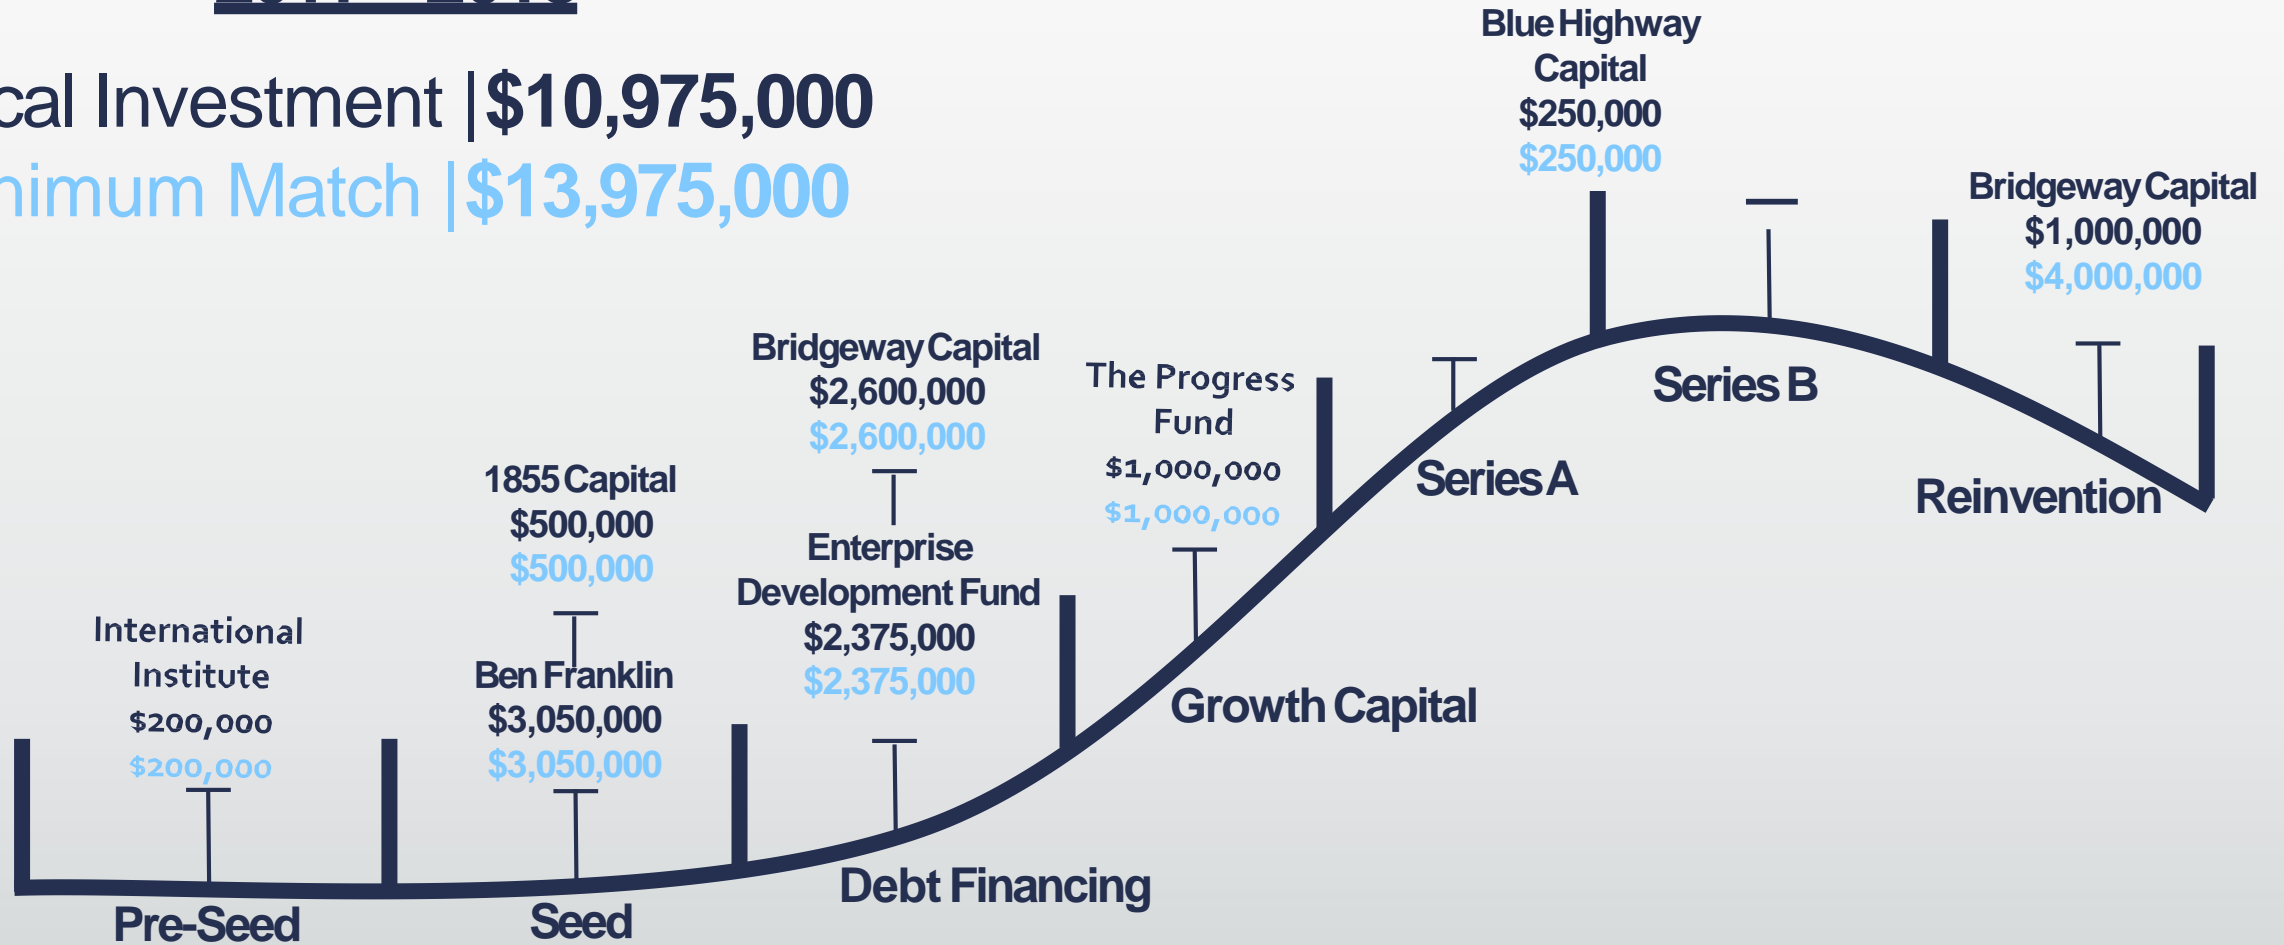 cal Investment |$10,975,000
nimum Match |$13,975,000
Blue Highway
Capital
$250,000
$250,000
Bridgeway Capital
$1,000,000
$4,000,000
Bridgeway Capital
$2,600,000
$2,600,000
The Progress
Fund
$1,000,000
$1,000,000
1855 Capital
$500,000
$500,000
Enterprise
Development Fund
$2,375,000
$2,375,000
International
Institute
$200,000
$200,000
Ben Franklin
$3,050,000
$3,050,000
Series B
Series A
Reinvention
Growth Capital
Debt Financing
Pre-Seed
Seed